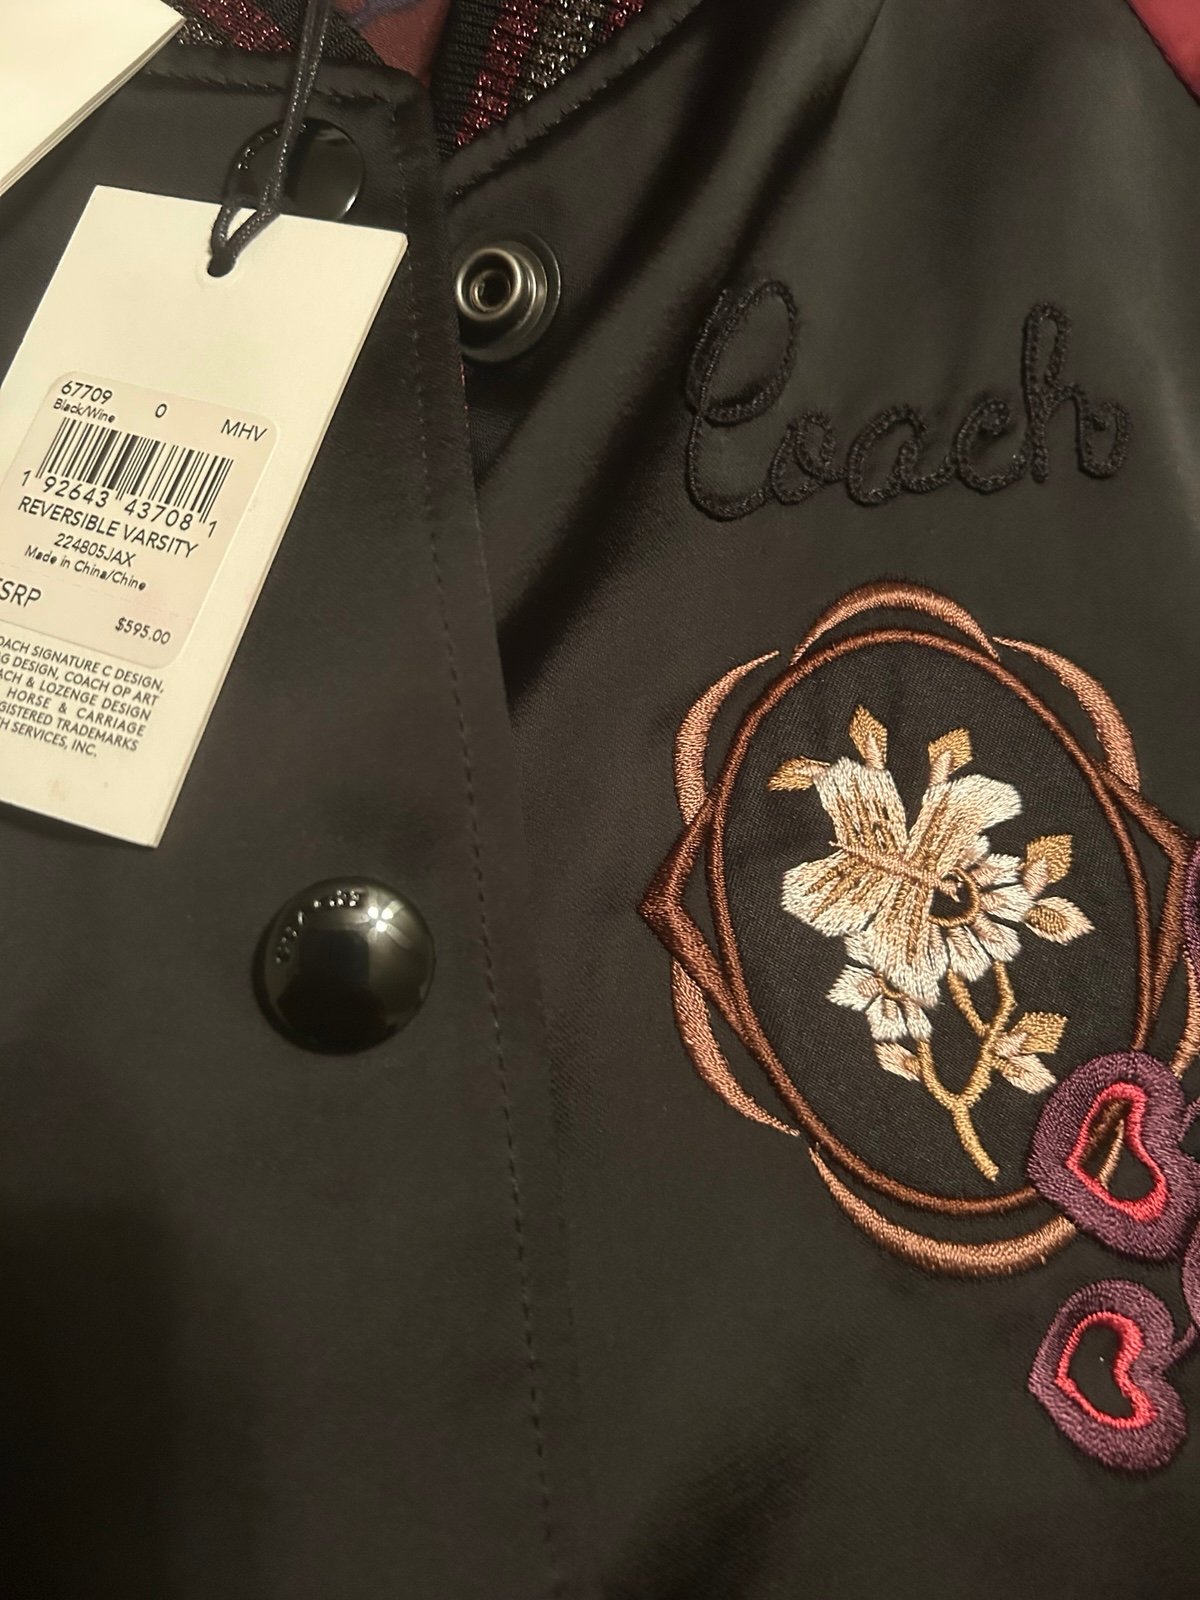 67709 0 MHV
Black/Wine
1 92643 43708 1
REVERSIBLE VARSITY
224805JAX
Made in China/Chine
SRP
$595.00
SIGNATURE C DESIGN,
DESIGN, COACH OP ART
& LOZENGE DESIGN
HORSE & CARRIAGE
TRADEMARKS
SERVICES, INC.
Coach